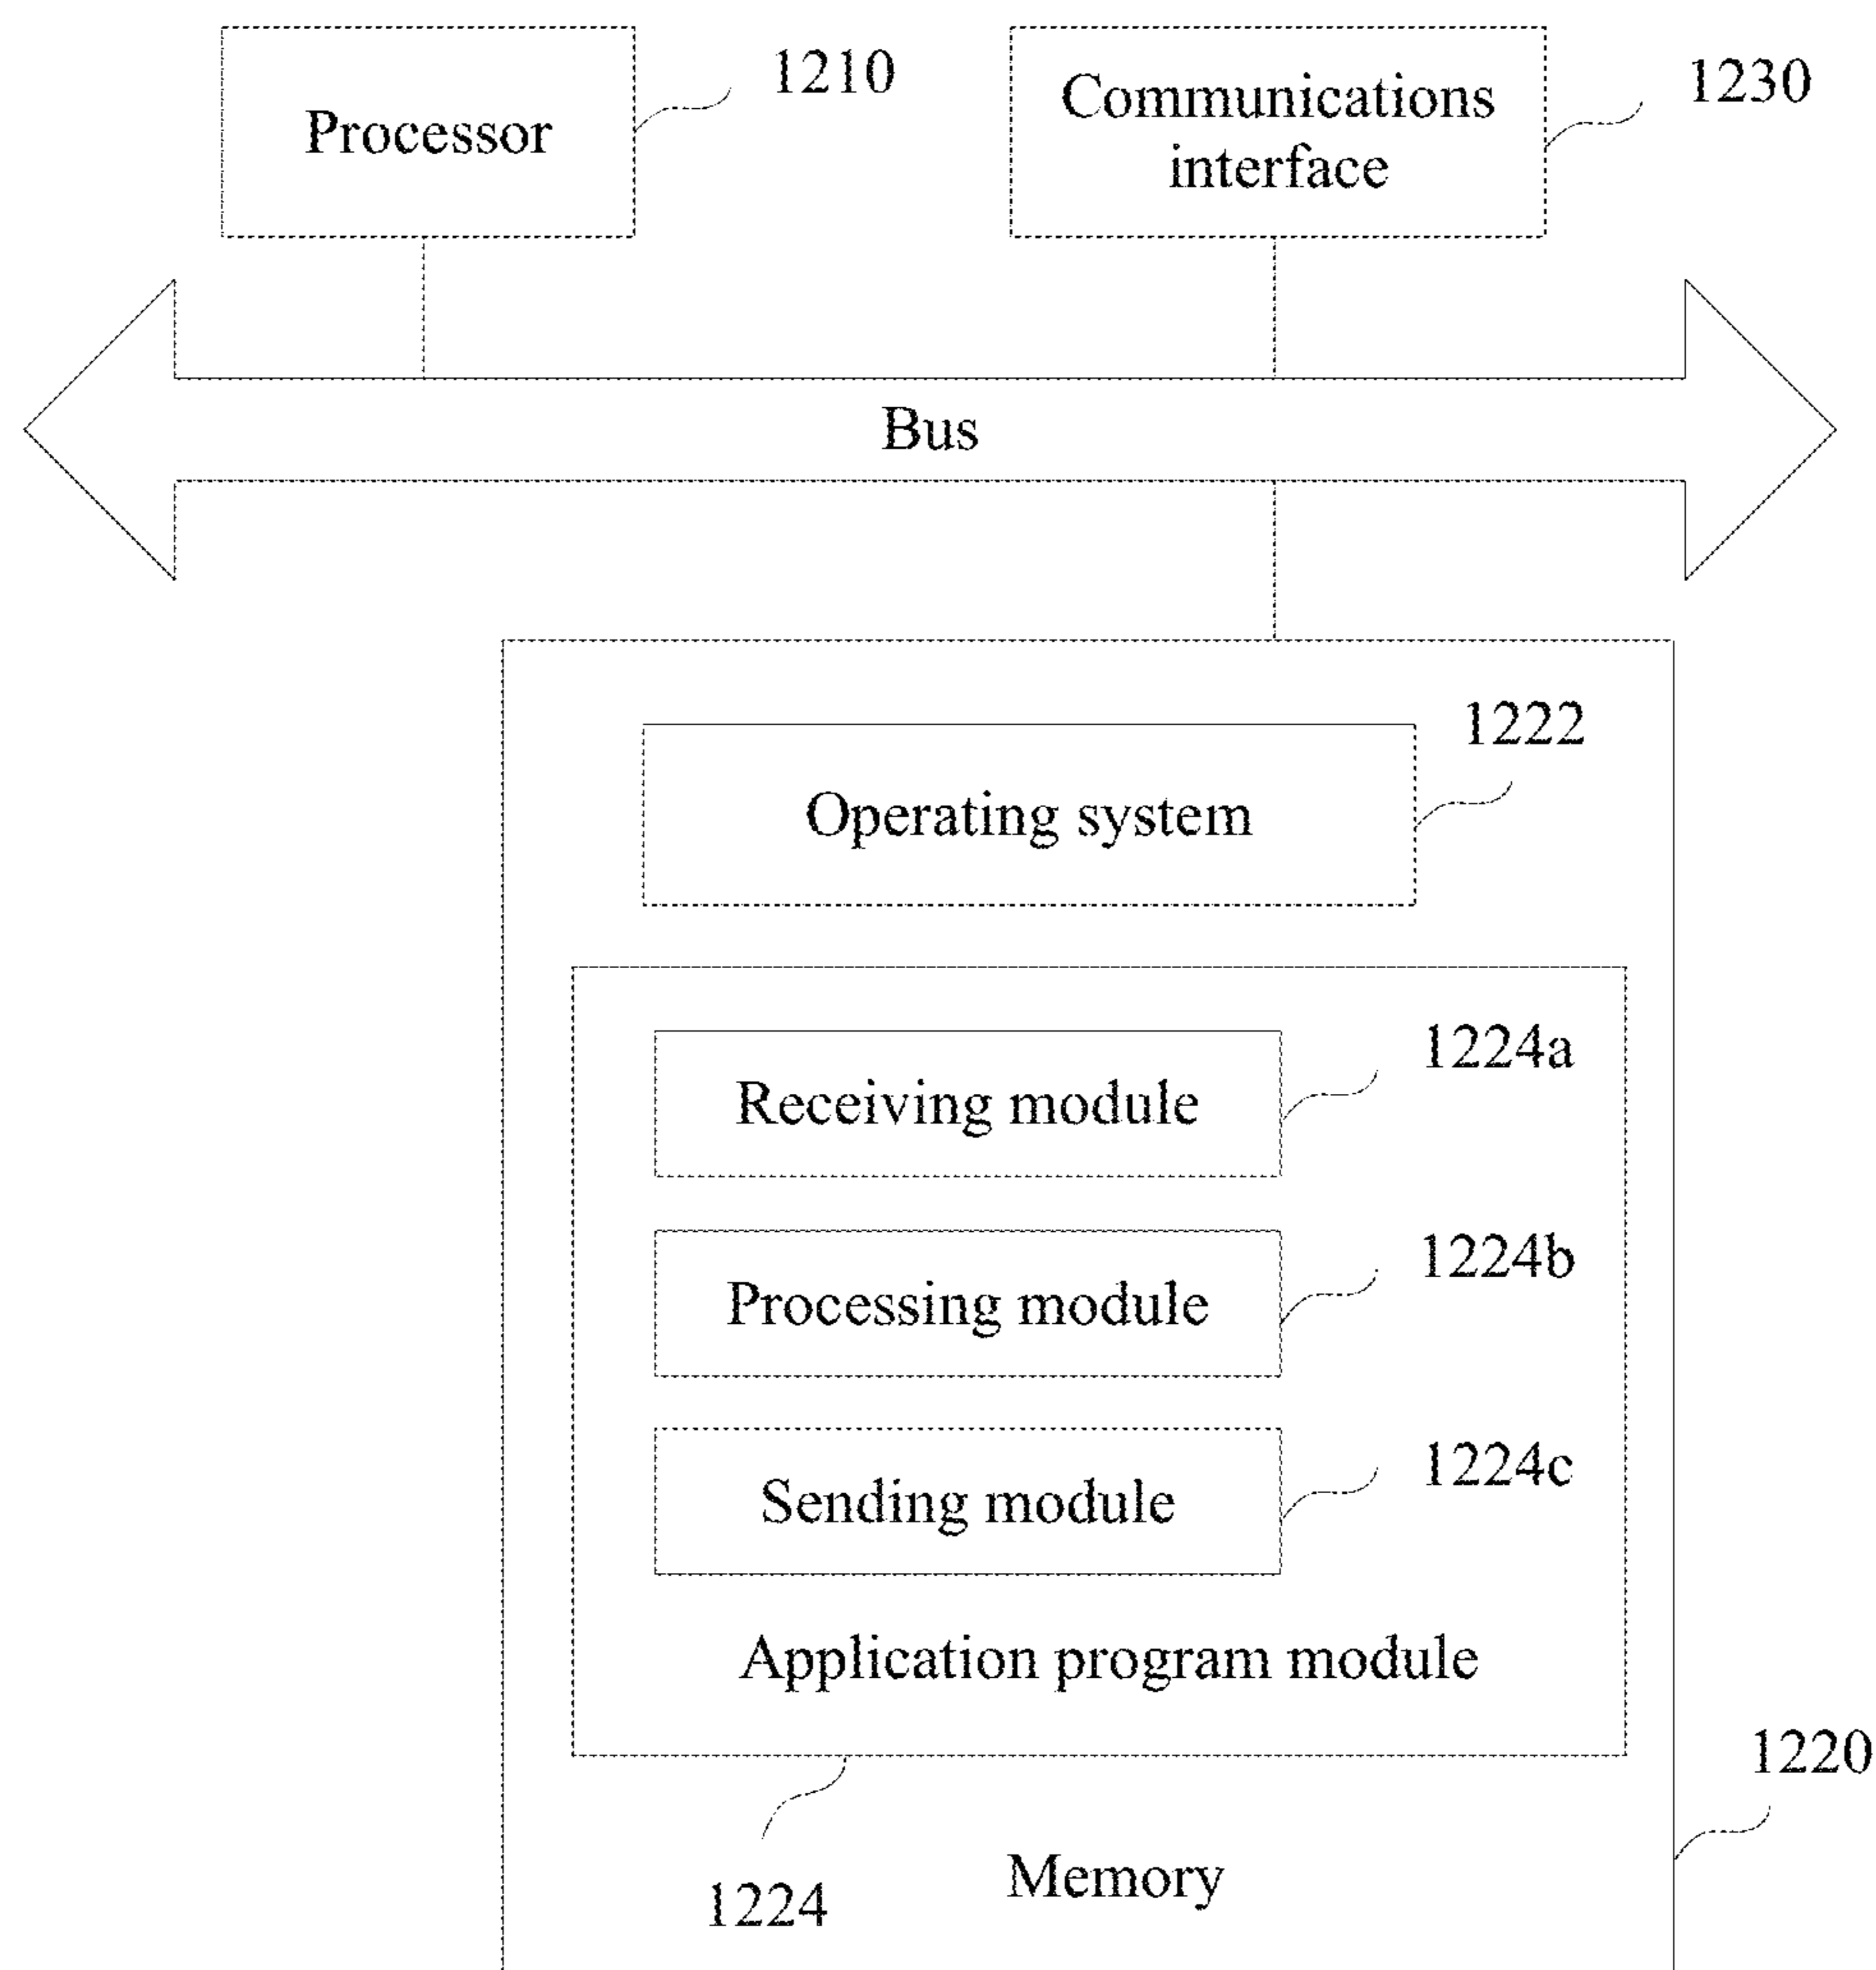 1210
Processor
1230
Communications
interface
Bus
1222
Operating system
1224a
Receiving module
1224b
Processing module
1224c
Sending module
Application program module
1220
1224
Memory